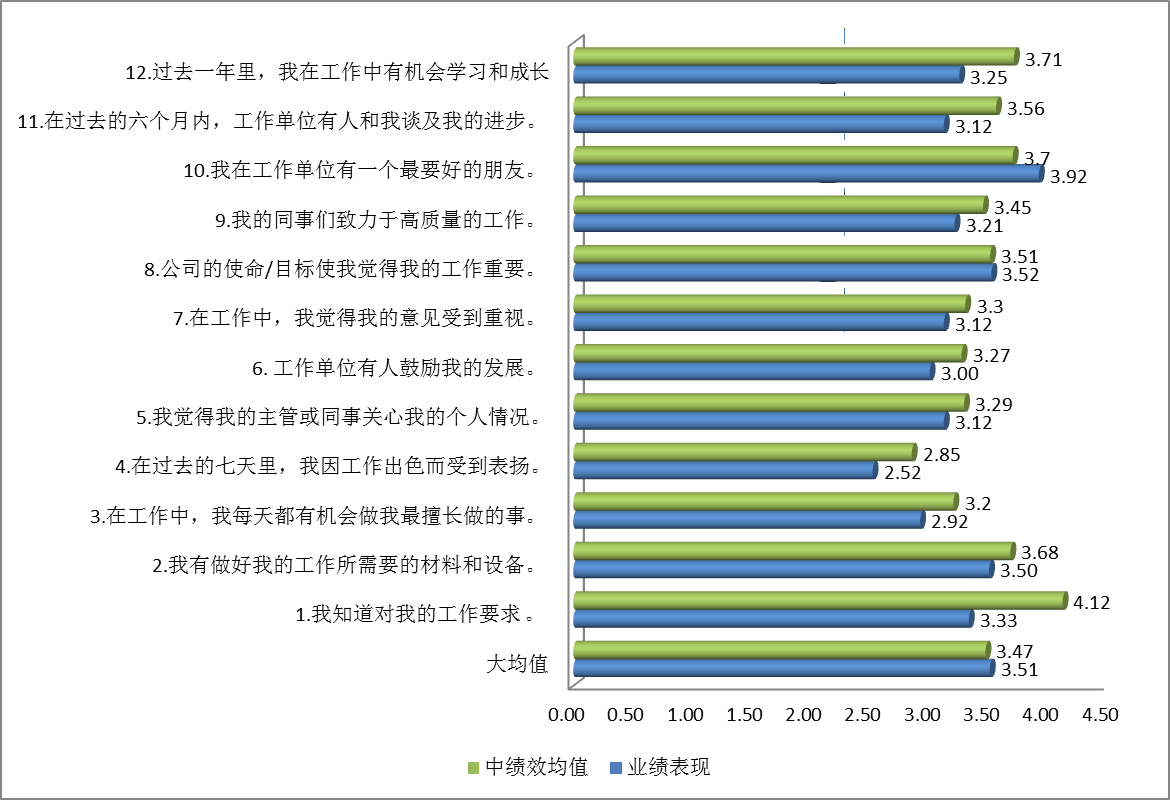 12.过去一年里，我在工作中有机会学习和成长
3.71
3.25
11.在过去的六个月内，工作单位有人和我谈及我的进步。
3.56
3.12
10.我在工作单位有一个最要好的朋友。
3.7
3.92
9.我的同事们致力于高质量的工作。
3.45
3.21
8.公司的使命/目标使我觉得我的工作重要。
3.51
3.52
7.在工作中，我觉得我的意见受到重视。
3.3
3.12
6. 工作单位有人鼓励我的发展。
3.27
3.00
5.我觉得我的主管或同事关心我的个人情况。
3.29
3.12
4.在过去的七天里，我因工作出色而受到表扬。
2.85
2.52
3.在工作中，我每天都有机会做我最擅长做的事。
3.2
2.92
2.我有做好我的工作所需要的材料和设备。
3.68
3.50
1.我知道对我的工作要求 。
4.12
3.33
大均值
3.47
3.51
0.00 0.50 1.00 1.50 2.00 2.50 3.00 3.50 4.00 4.50
中绩效均值 业绩表现